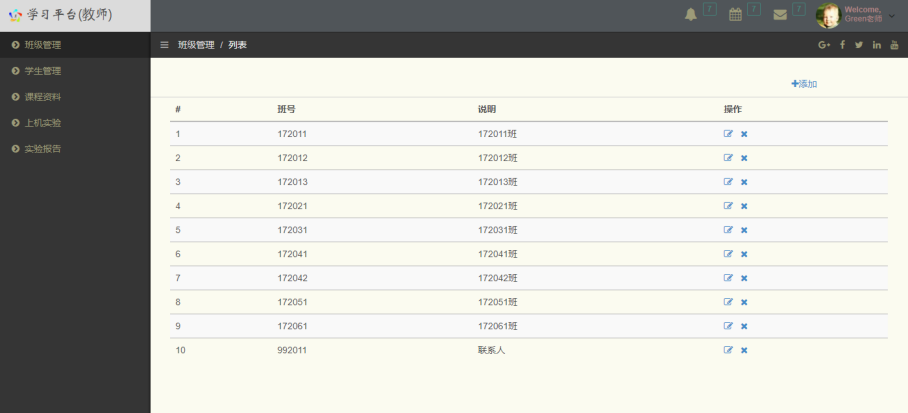 学习平台(教师)
7
7
7
Welcome,
Green老师
班级管理
学生管理
课程资料
上机实验
实验报告
班级管理 / 列表
添加
# 班号 说明 操作
1 172011 172011班
2 172012 172012班
3 172013 172013班
4 172021 172021班
5 172031 172031班
6 172041 172041班
7 172042 172042班
8 172051 172051班
9 172061 172061班
10 992011 联系人